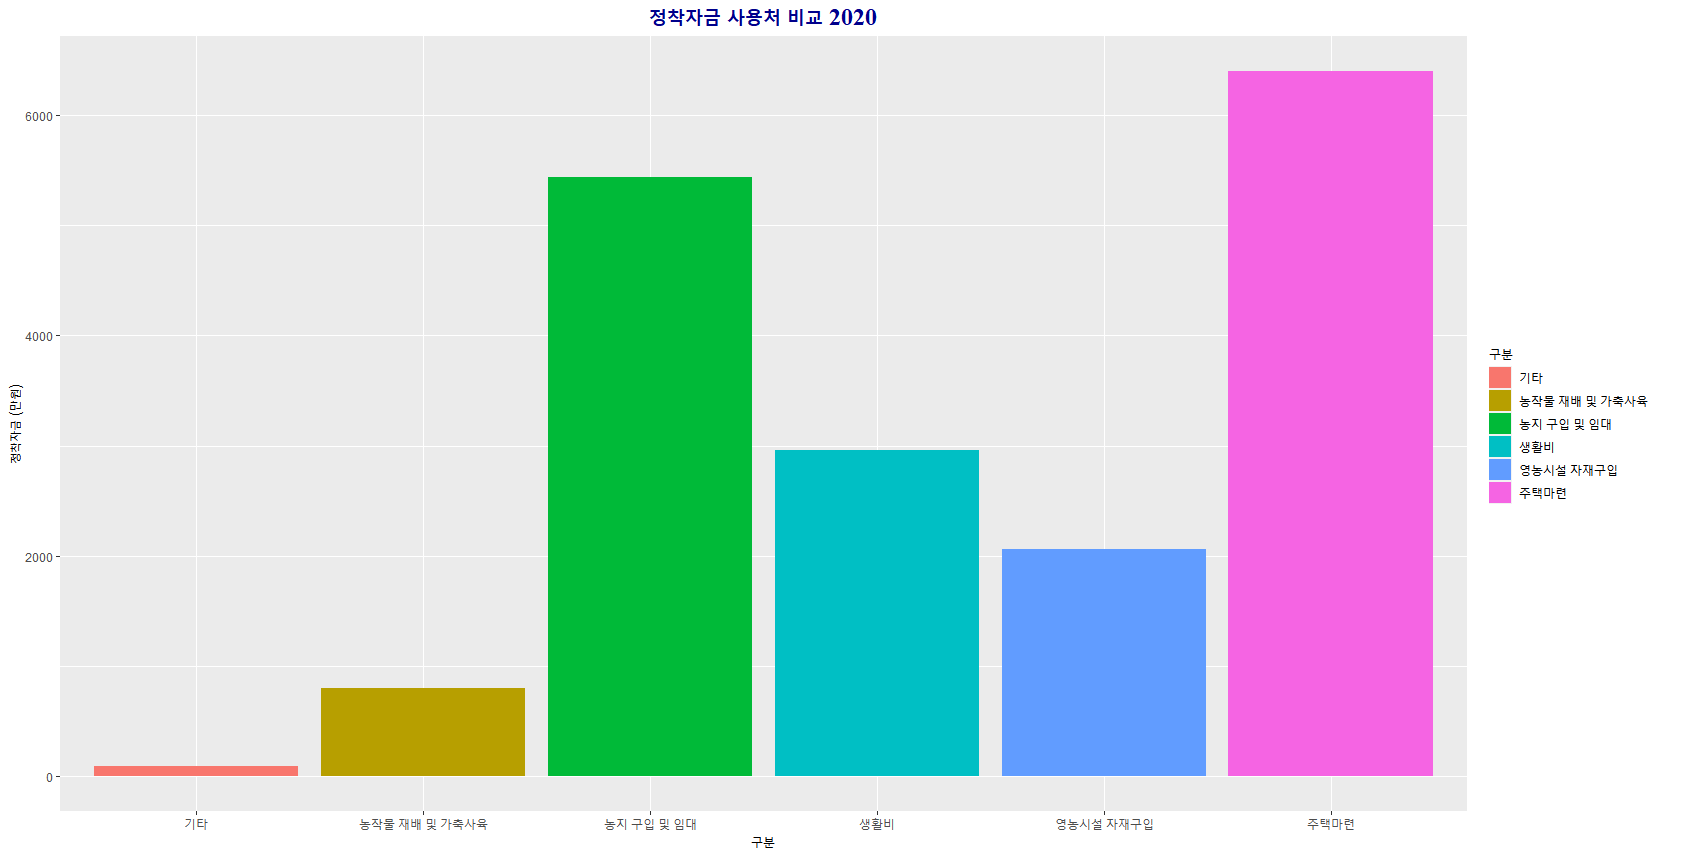 정착자금 사용처 비교 2020
정착자금 (만원)
6000
4000
2000
0
기타
농작물 재배 및 가축사육
농지 구입 및 임대
생활비
영농시설 자재구입
주택마련
구분
구분
기타
농작물 재배 및 가축사육
농지 구입 및 임대
생활비
영농시설 자재구입
주택마련